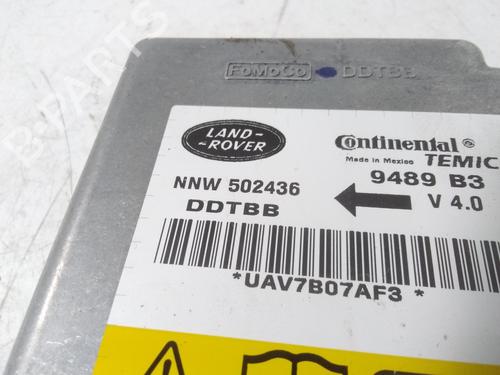 FoMoCo DDTBB
LAND-
ROVER
Continental
Made in Mexico TEMIC
NNW 502436
9489 B3
DDTBB
V 4.0
*UAV7B07AF3*
B-PARTS